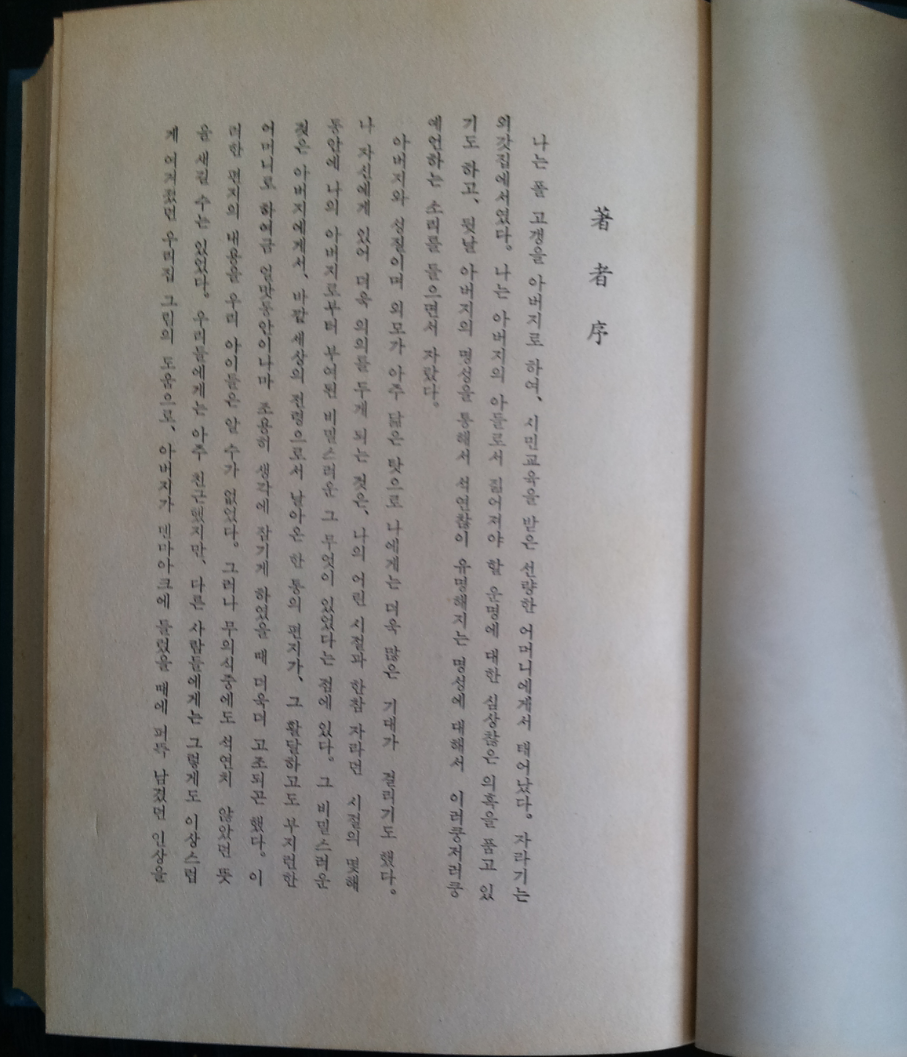 著者序
나는 폴 고갱을 아버지로 하여, 시민교육을 받은 선량한 어머니에게서 태어났다. 자라기는
외갓집에서였다. 나는 아버지의 아들로서 짊어져야 할 운명에 대한 심상찮은 의혹을 품고 있
기도 하고, 뒷날 아버지의 명성을 통해서 석연찮이 유명해지는 명성에 대해서 이러쿵저러쿵
예언하는 소리를 들으면서 자랐다.
아버지와 성질이며 외모가 아주 닮은 탓으로 나에게는 더욱 많은 기대가 걸리기도 했다.
나 자신에게 있어 더욱 의의를 두게 되는 것은, 나의 어린 시절과 한참 자라던 시절의 몇해
동안에 나의 아버지로부터 부여된 비밀스러운 그 무엇이 있었다는 점에 있다. 그 비밀스러운
것은 아버지에게서, 바깥 세상의 전령으로서 날아온 한 통의 편지가, 그 활달하고도 부지런한
어머니로 하여금 얼마동안이나마 조용히 생각에 잠기게 하였을 때 더욱더 고조되곤 했다. 이
러한 편지의 내용을 우리 아이들은 알 수가 없었다. 그러나 무의식중에도 석연치 않았던 뜻
을 새길 수는 있었다. 우리들에게는 아주 친근했지만, 다른 사람들에게는 그렇게도 이상스럽
게 여겨졌던 우리집 그림의 도움으로, 아버지가 덴마아크에 들렀을 때에 퍼뜩 남겼던 인상을